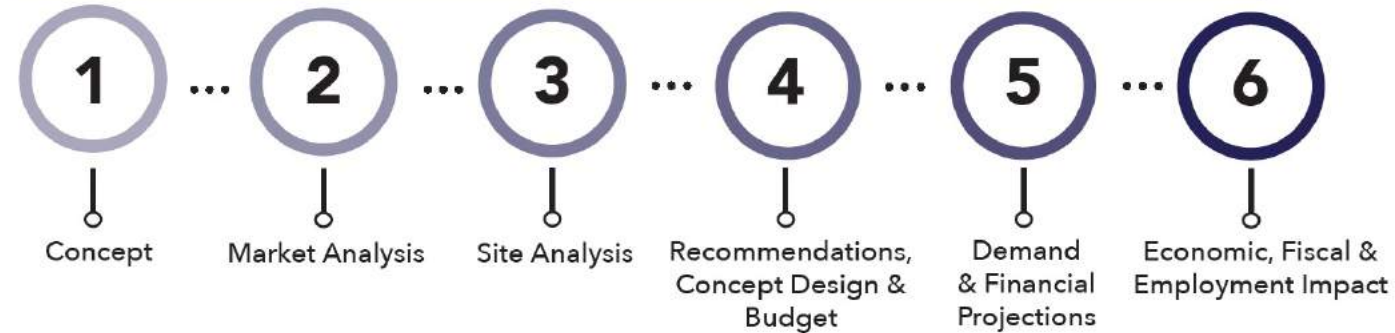 1 ... 2 ... 3 ... 4 ... 5 ... 6
Concept
Market Analysis
Site Analysis
Recommendations,
Concept Design &
Budget
Demand
& Financial
Projections
Economic, Fiscal &
Employment Impact